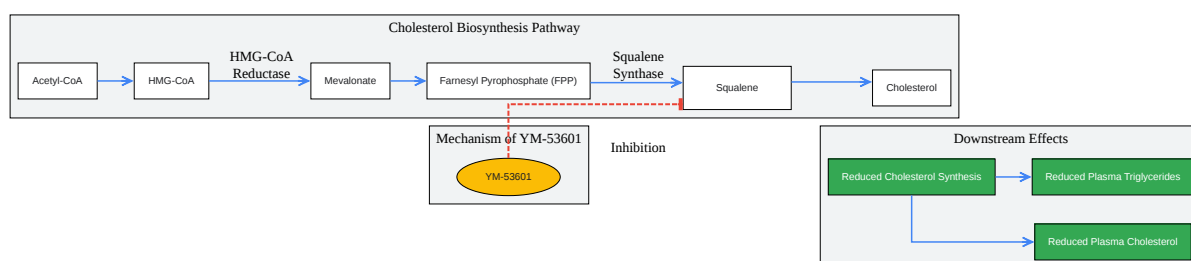 Cholesterol Biosynthesis Pathway
Acetyl-CoA
HMG-CoA
HMG-CoA
Reductase
Mevalonate
Farnesyl Pyrophosphate (FPP)
Squalene
Synthase
Squalene
Cholesterol
Mechanism of YM-53601
YM-53601
Inhibition
Downstream Effects
Reduced Cholesterol Synthesis
Reduced Plasma Triglycerides
Reduced Plasma Cholesterol